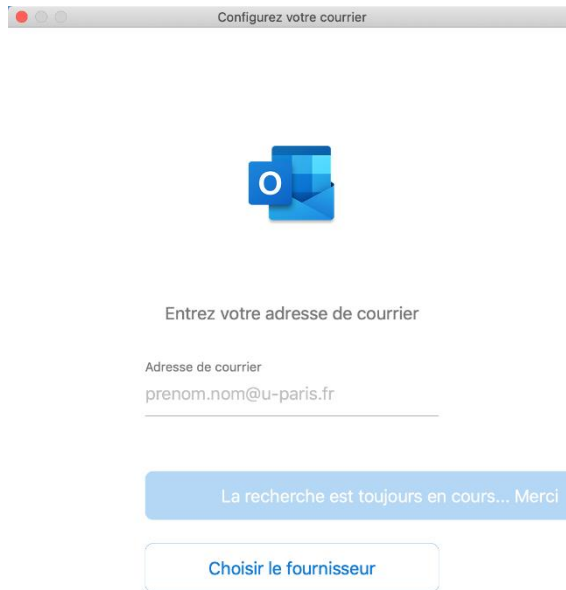 Configurez votre courrier
O
Entrez votre adresse de courrier
Adresse de courrier
prenom.nom@u-paris.fr
La recherche est toujours en cours... Merci
Choisir le fournisseur